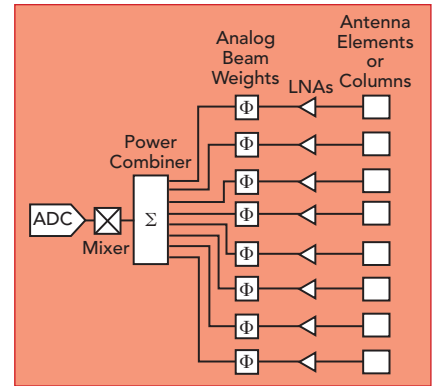 Analog
Beam
Weights
LNAs
Antenna
Elements
or
Columns
Power
Combiner
ADC
Mixer
Σ
Φ
Φ
Φ
Φ
Φ
Φ
Φ
Φ